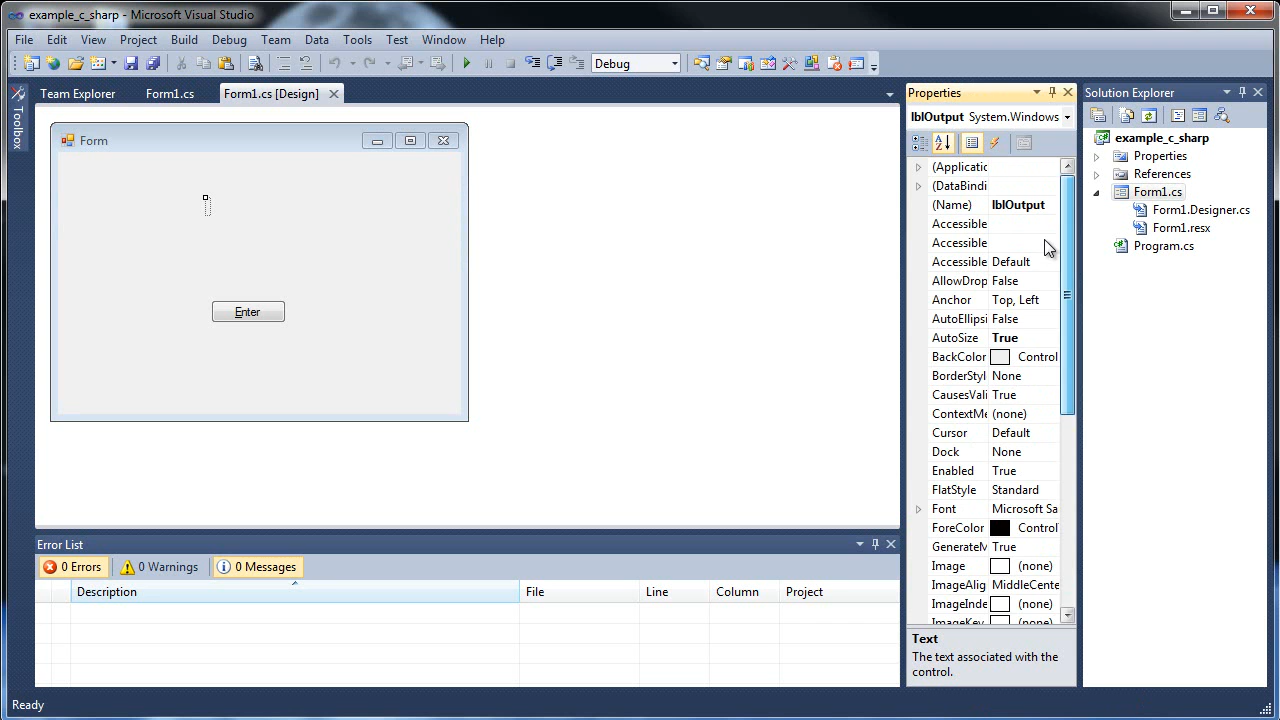 example_c_sharp - Microsoft Visual Studio
File Edit View Project Build Debug Team Data Tools Test Window Help
Debug
Toolbox
Team Explorer Form1.cs Form1.cs [Design]
Form
Enter
Properties
lblOutput System.Windows
(Applicatic
(DataBindi
(Name) lblOutput
Accessible
Accessible
Accessible Default
AllowDrop False
Anchor Top, Left
AutoEllipsi False
AutoSize True
BackColor Control
BorderStyl None
CausesVali True
ContextMe (none)
Cursor Default
Dock None
Enabled True
FlatStyle Standard
Font Microsoft Sa
ForeColor Control
GenerateM True
Image (none)
ImageAlig MiddleCente
ImageInde (none)
ImageKey (none)
Text
The text associated with the
control.
Solution Explorer
example_c_sharp
Properties
References
Form1.cs
Form1.Designer.cs
Form1.resx
Program.cs
Error List
0 Errors 0 Warnings 0 Messages
Description File Line Column Project
Ready